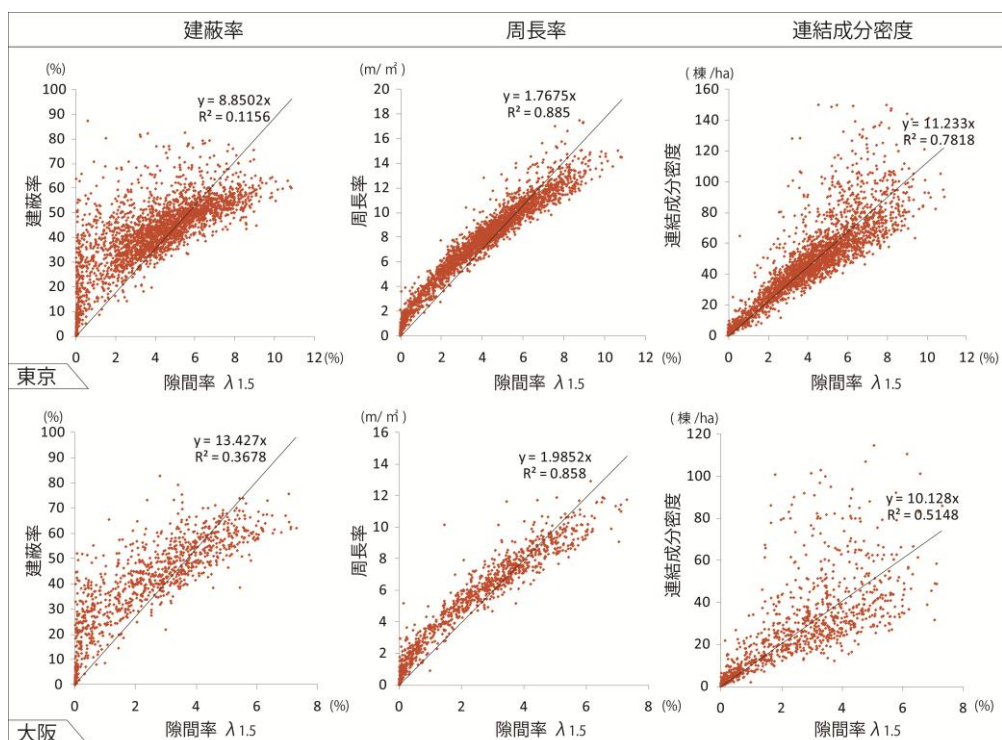 建蔽率
周長率
連結成分密度
(%)
100
90
80
70
60
50
40
30
20
10
0
建蔽率
y = 8.8502x
R² = 0.1156
0 2 4 6 8 10 12 (%)
隙間率 λ 1.5
(m/ ㎡)
20
18
16
14
12
10
8
6
4
2
0
周長率
y = 1.7675x
R² = 0.885
0 2 4 6 8 10 12 (%)
隙間率 λ 1.5
( 棟 /ha)
160
140
120
100
80
60
40
20
0
連結成分密度
y = 11.233x
R² = 0.7818
0 2 4 6 8 10 12 (%)
隙間率 λ 1.5
東京
(%)
100
90
80
70
60
50
40
30
20
10
0
建蔽率
y = 13.427x
R² = 0.3678
0 2 4 6 8 (%)
隙間率 λ 1.5
(m/ ㎡)
16
14
12
10
8
6
4
2
0
周長率
y = 1.9852x
R² = 0.858
0 2 4 6 8 (%)
隙間率 λ 1.5
( 棟 /ha)
120
100
80
60
40
20
0
連結成分密度
y = 10.128x
R² = 0.5148
0 2 4 6 8 (%)
隙間率 λ 1.5
大阪